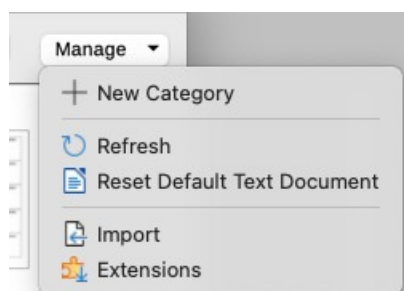 Manage
New Category
Refresh
Reset Default Text Document
Import
Extensions